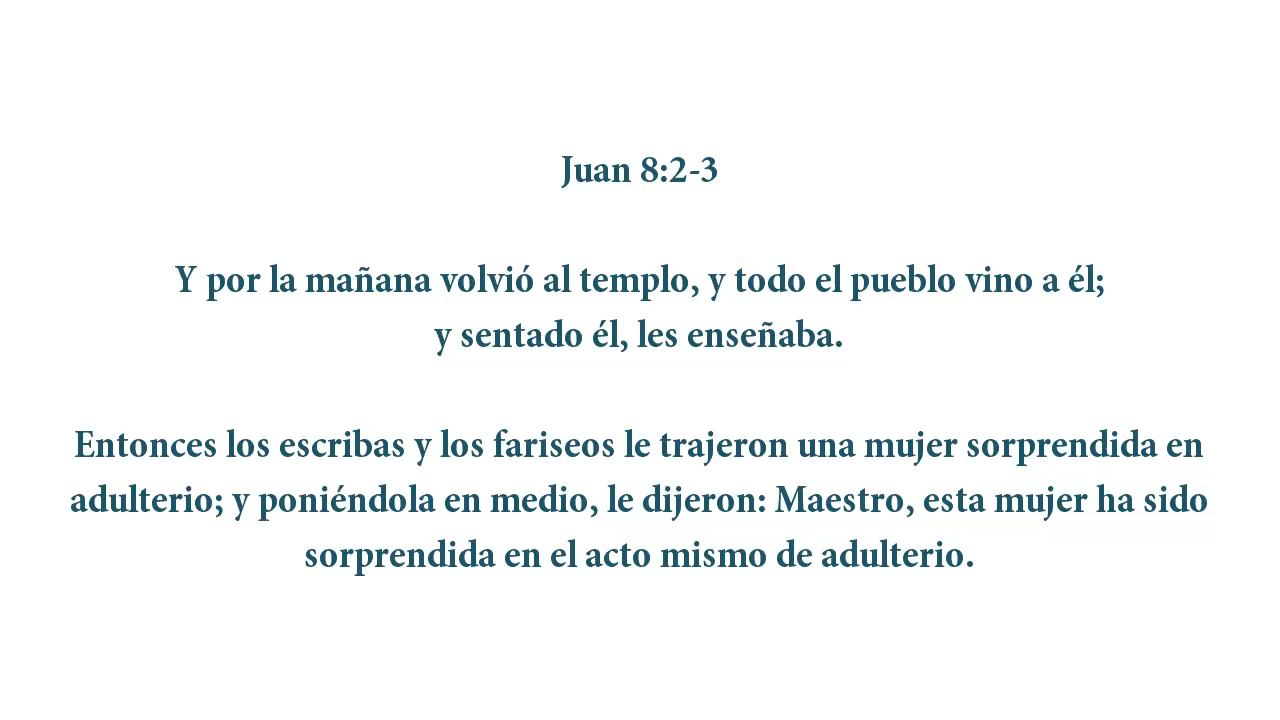 Juan 8:2-3
Y por la mañana volvió al templo, y todo el pueblo vino a él;
y sentado él, les enseñaba.
Entonces los escribas y los fariseos le trajeron una mujer sorprendida en
adulterio; y poniéndola en medio, le dijeron: Maestro, esta mujer ha sido
sorprendida en el acto mismo de adulterio.